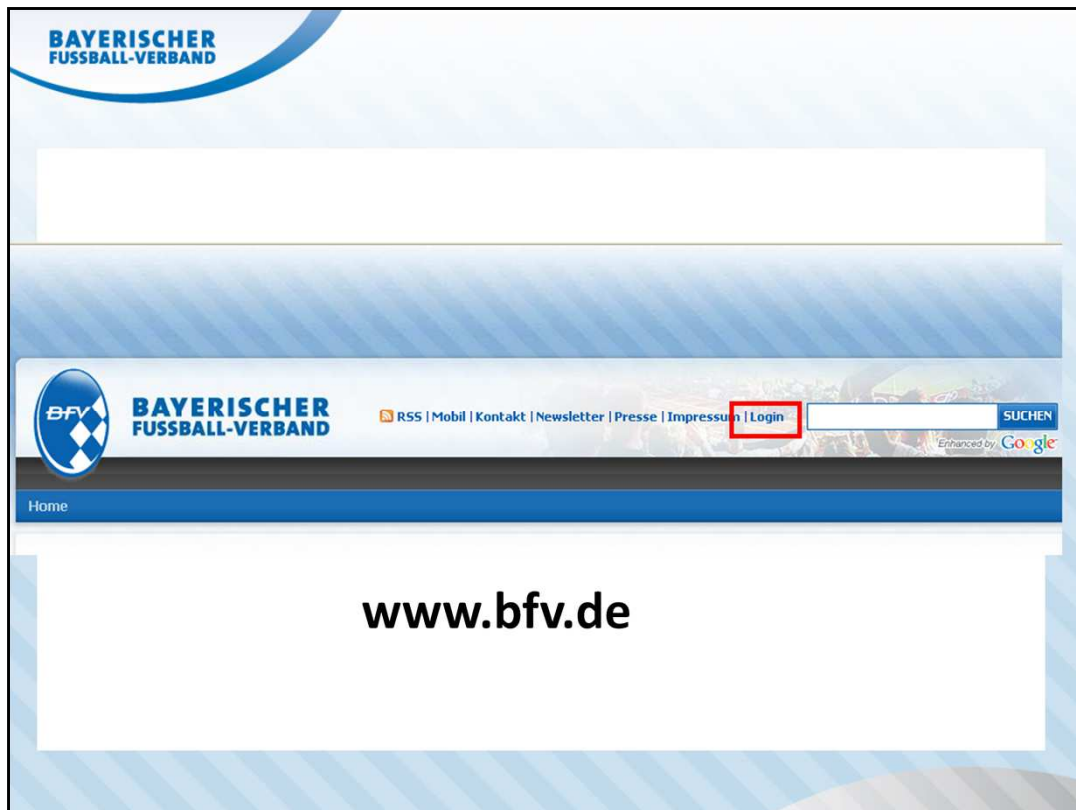 BAYERISCHER
FUSSBALL-VERBAND
BFV
BAYERISCHER
FUSSBALL-VERBAND
RSS | Mobil | Kontakt | Newsletter | Presse | Impressum | Login
SUCHEN
Enhanced by Google
Home
www.bfv.de